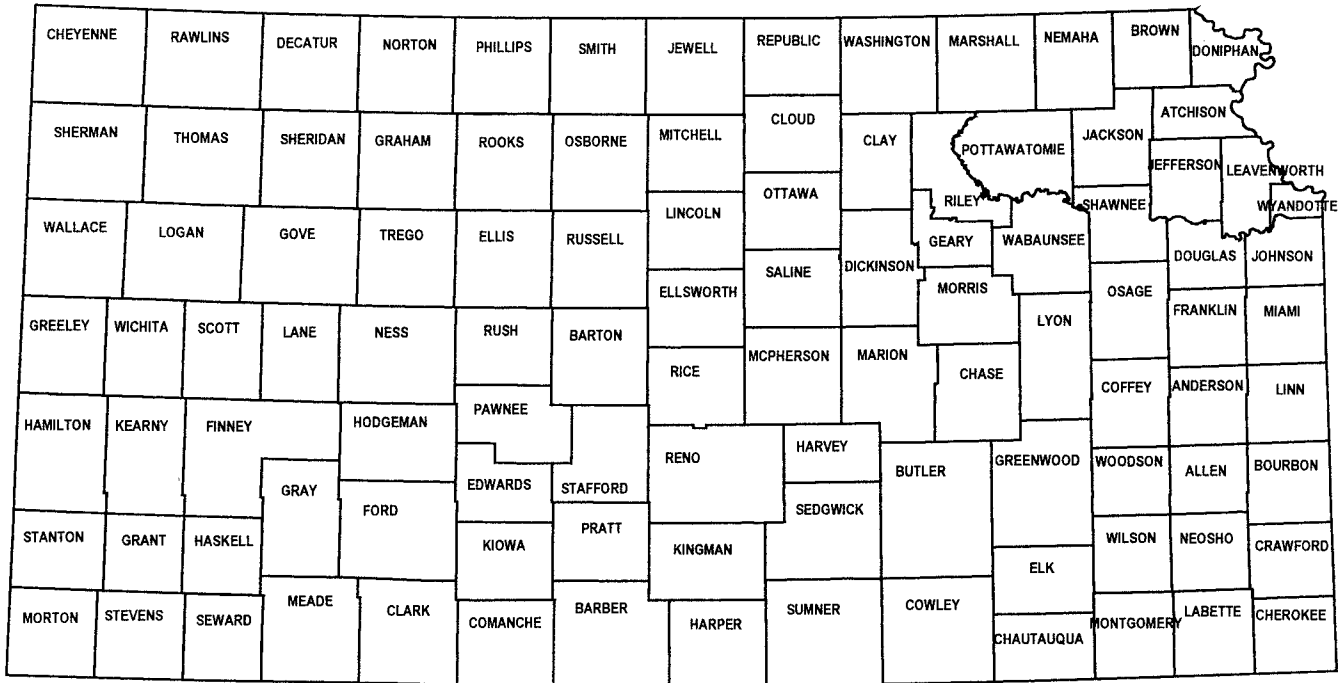 CHEYENNE
RAWLINS
DECATUR
NORTON
PHILLIPS
SMITH
JEWELL
REPUBLIC
WASHINGTON
MARSHALL
NEMAHA
BROWN
DONIPHAN
SHERMAN
THOMAS
SHERIDAN
GRAHAM
ROOKS
OSBORNE
MITCHELL
CLOUD
CLAY
POTTAWATOMIE
JACKSON
ATCHISON
JEFFERSON
LEAVENWORTH
OTTAWA
LINCOLN
RILEY
SHAWNEE
WYANDOTTE
WALLACE
LOGAN
GOVE
TREGO
ELLIS
RUSSELL
GEARY
WABAUNSEE
DOUGLAS
JOHNSON
SALINE
DICKINSON
ELLSWORTH
MORRIS
OSAGE
GREELEY
WICHITA
SCOTT
LANE
NESS
RUSH
BARTON
LYON
FRANKLIN
MIAMI
RICE
MCPHERSON
MARION
CHASE
COFFEY
ANDERSON
LINN
HAMILTON
KEARNY
FINNEY
HODGEMAN
PAWNEE
RENO
HARVEY
BUTLER
GREENWOOD
WOODSON
ALLEN
BOURBON
GRAY
FORD
EDWARDS
STAFFORD
SEDGWICK
STANTON
GRANT
HASKELL
KIOWA
PRATT
KINGMAN
WILSON
NEOSHO
CRAWFORD
ELK
MORTON
STEVENS
SEWARD
MEADE
CLARK
COMANCHE
BARBER
HARPER
SUMNER
COWLEY
CHAUTAUQUA
MONTGOMERY
LABETTE
CHEROKEE